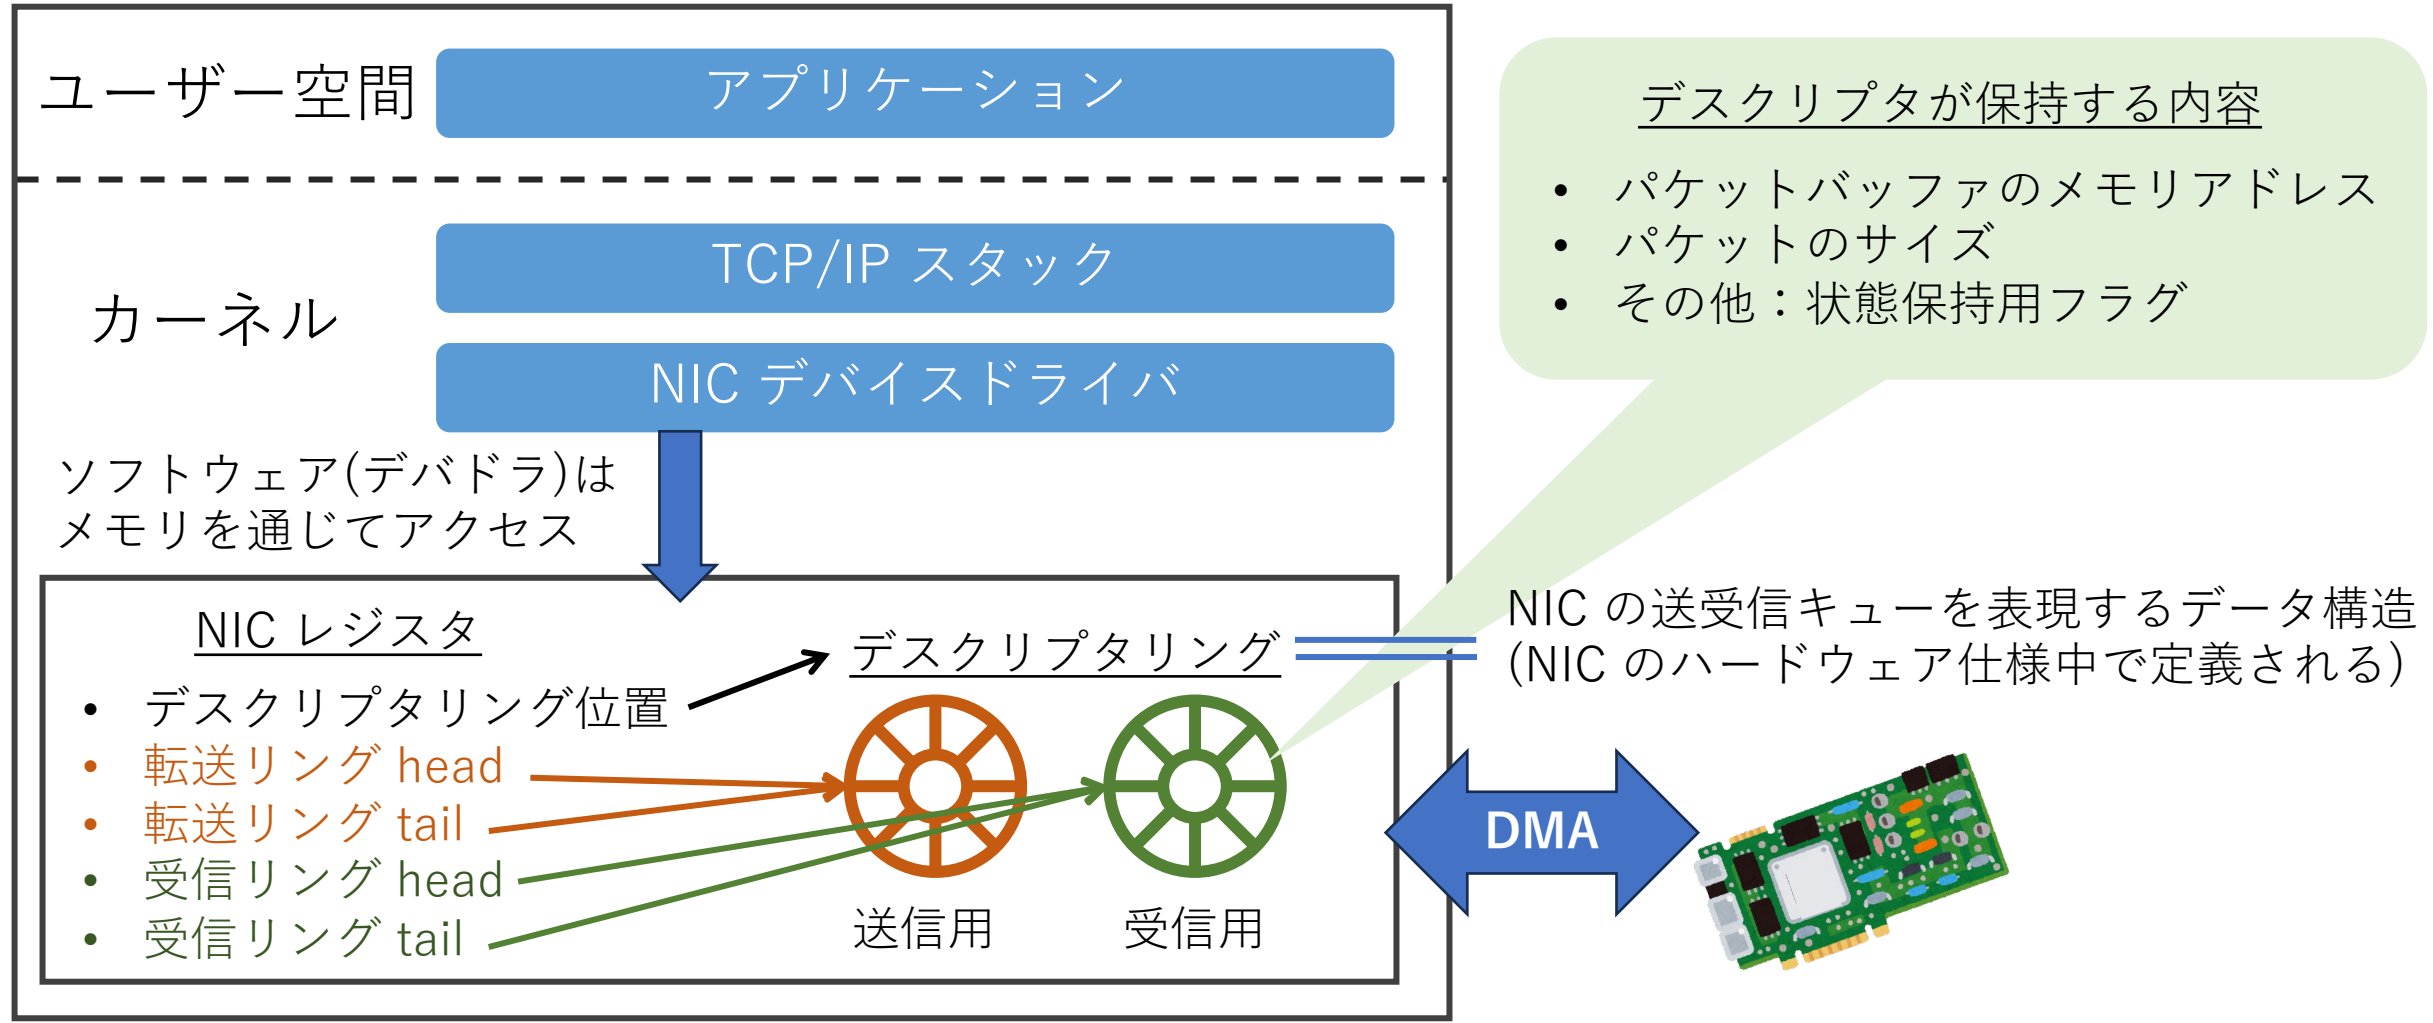 ユーザー空間
アプリケーション
カーネル
TCP/IP スタック
NIC デバイスドライバ
ソフトウェア(デバドラ)は
メモリを通じてアクセス
NIC レジスタ
• デスクリプタリング位置
• 転送リング head
• 転送リング tail
• 受信リング head
• 受信リング tail
デスクリプタリング
送信用
受信用
デスクリプタが保持する内容
• パケットバッファのメモリアドレス
• パケットのサイズ
• その他：状態保持用フラグ
NIC の送受信キューを表現するデータ構造
(NIC のハードウェア仕様中で定義される)
DMA